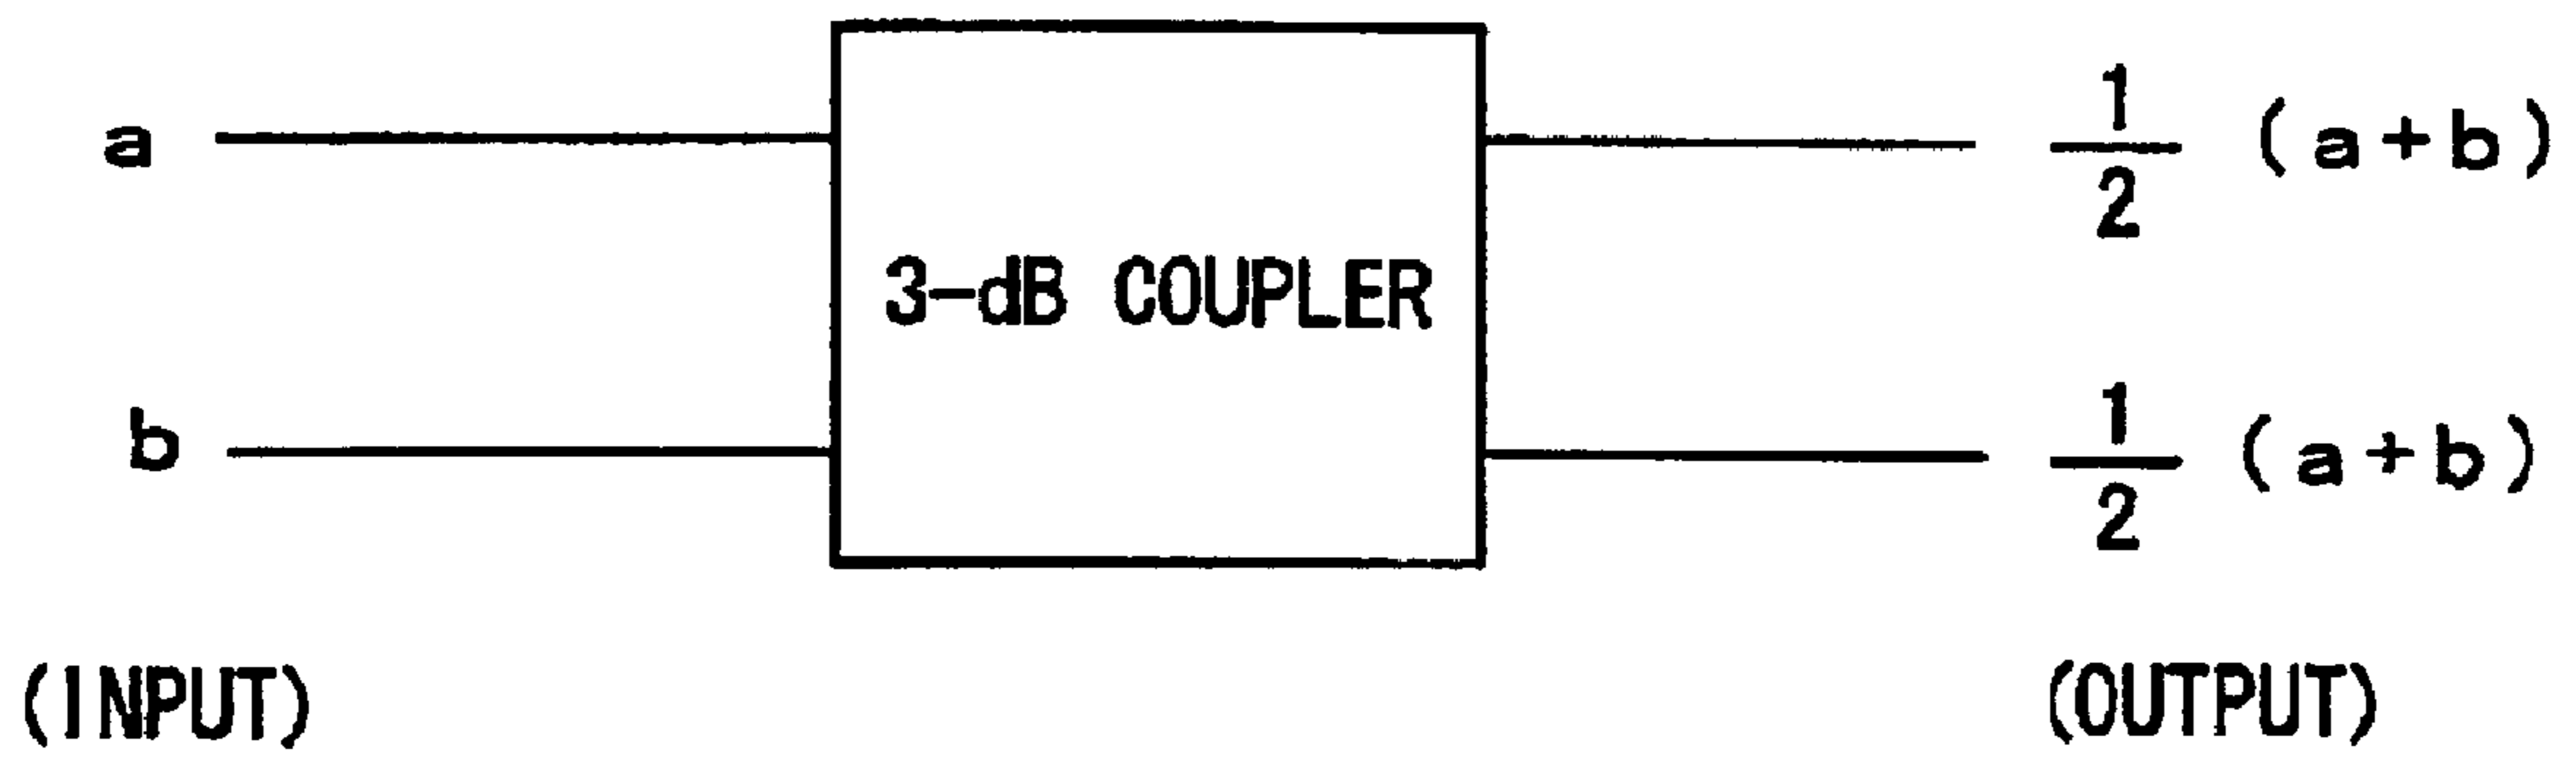 a
1/2 (a+b)
3-dB COUPLER
b
1/2 (a+b)
(INPUT)
(OUTPUT)